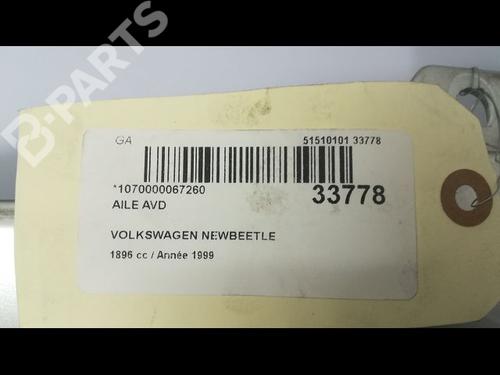 B-PARTS
GA 51510101 33778
*1070000067260 33778
AILE AVD
VOLKSWAGEN NEWBEETLE
1896 cc / Année 1999